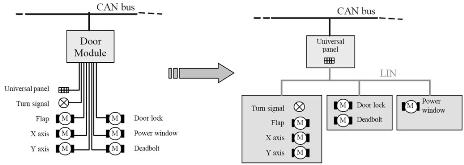 CAN bus
Door
Module
Universal panel
Turn signal
Flap
M
M
Door lock
X axis
M
M
Power window
Y axis
M
M
Deadbolt
CAN bus
Universal
panel
LIN
Turn signal
Flap
M
X axis
M
Y axis
M
M
Door lock
M
Deadbolt
M
Power
window